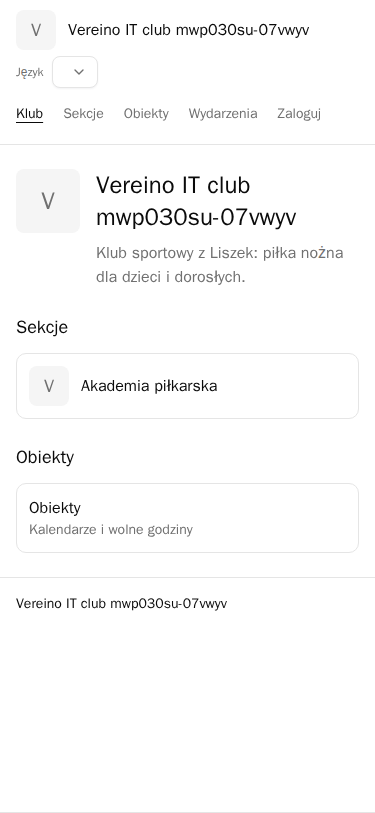 V
Vereino IT club mwp030su-07vwyv
Język
Klub Sekcje Obiekty Wydarzenia Zaloguj
V
Vereino IT club
mwp030su-07vwyv
Klub sportowy z Liszek: piłka nożna
dla dzieci i dorosłych.
Sekcje
V
Akademia piłkarska
Obiekty
Obiekty
Kalendarze i wolne godziny
Vereino IT club mwp030su-07vwyv